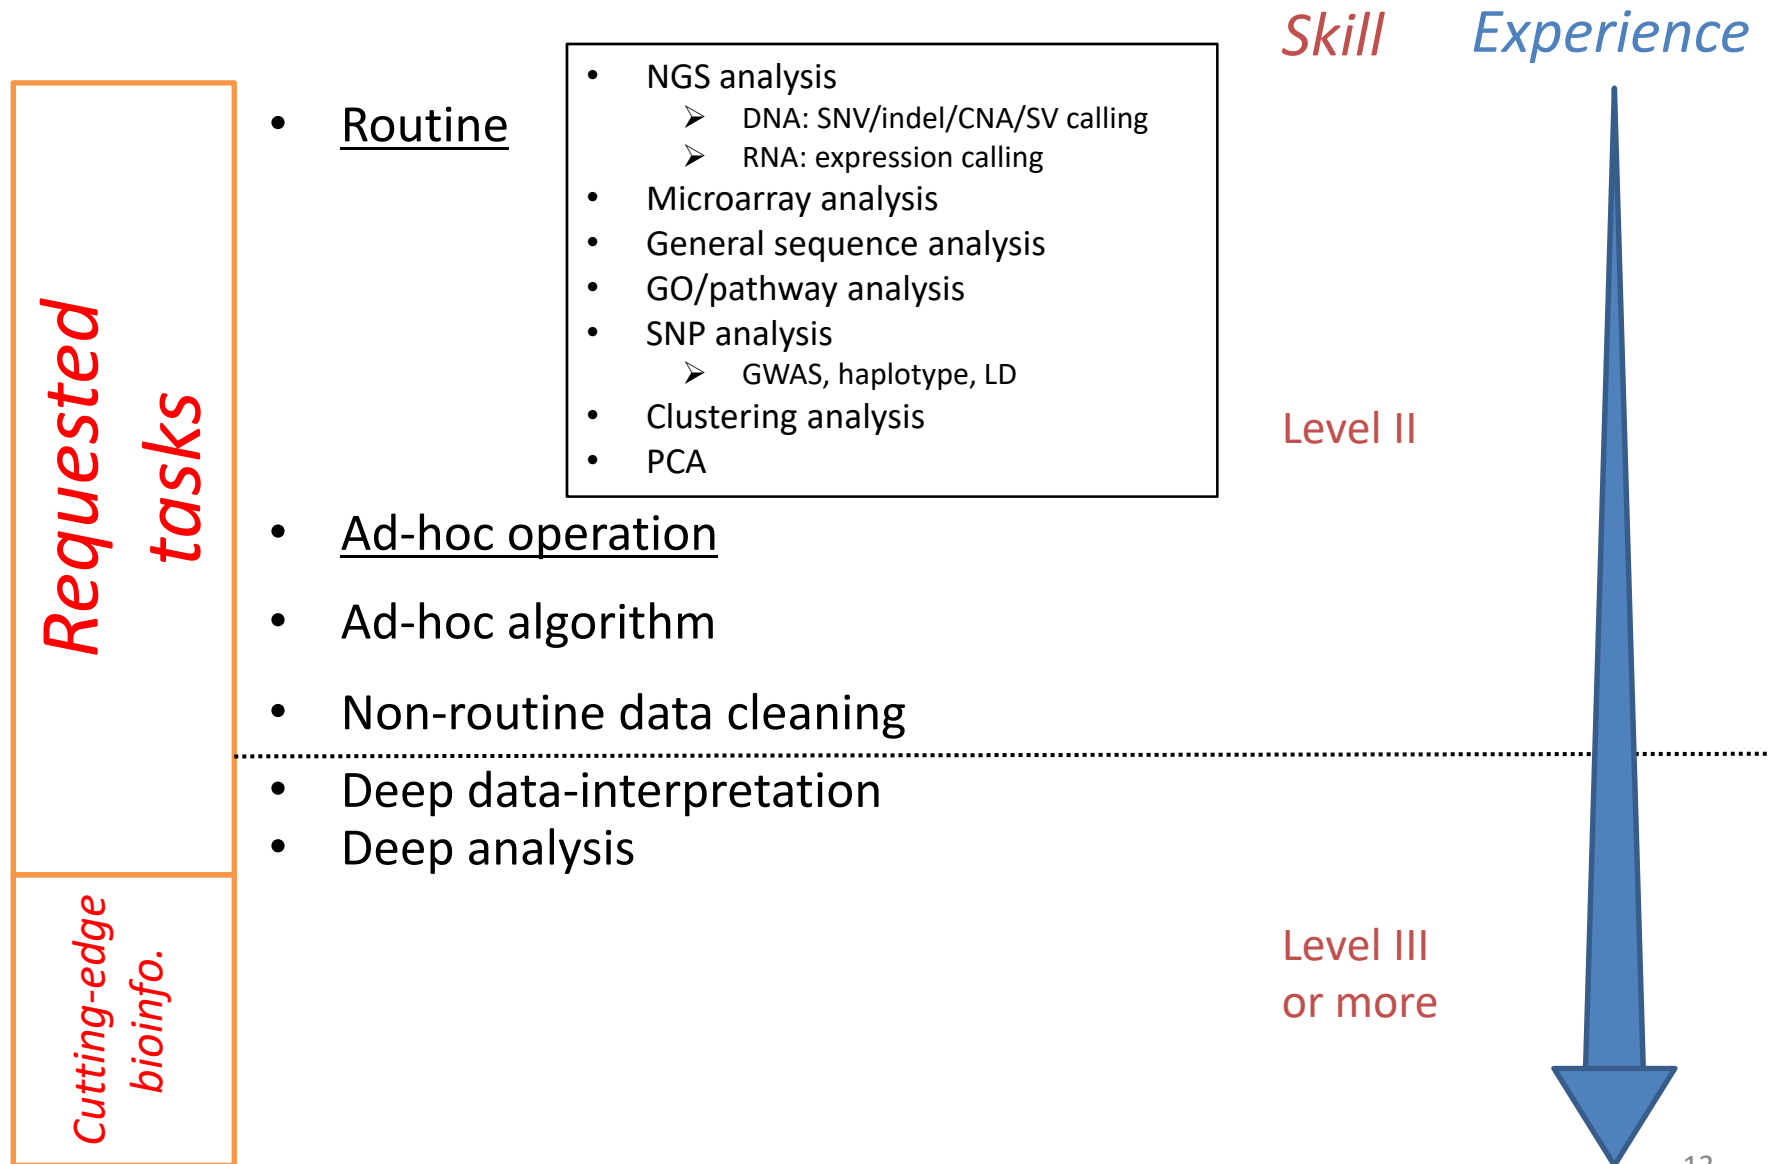 Skill Experience
Requested
tasks
• Routine
• NGS analysis
➢ DNA: SNV/indel/CNA/SV calling
➢ RNA: expression calling
• Microarray analysis
• General sequence analysis
• GO/pathway analysis
• SNP analysis
➢ GWAS, haplotype, LD
• Clustering analysis
• PCA
Level II
• Ad-hoc operation
• Ad-hoc algorithm
• Non-routine data cleaning
• Deep data-interpretation
• Deep analysis
Cutting-edge
bioinfo.
Level III
or more